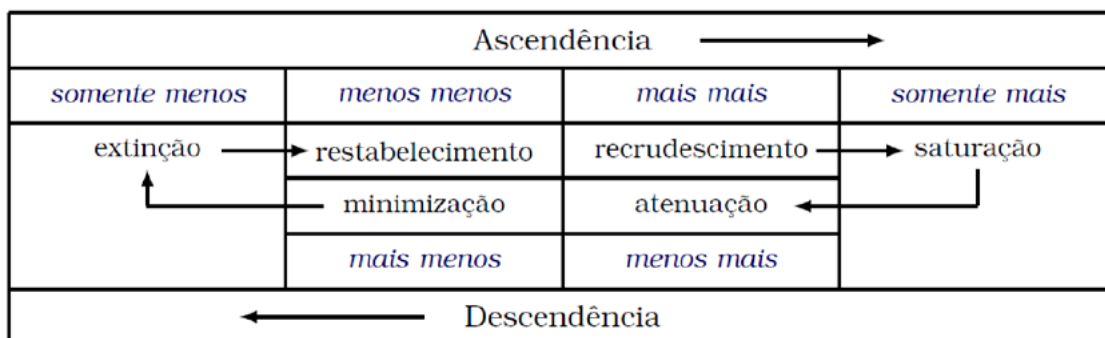 Ascendência
somente menos menos menos mais mais somente mais
extinção restabelecimento recrudescimento saturação
minimização atenuação
mais menos menos mais
Descendência